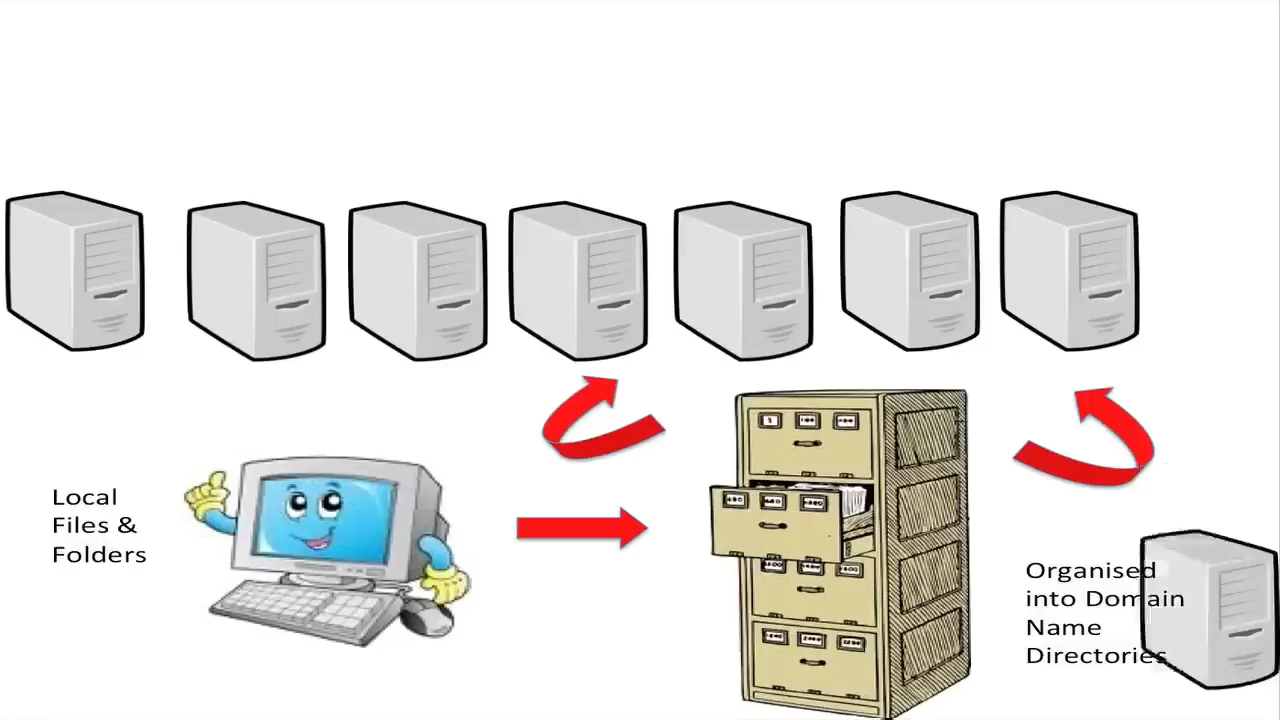 Local
Files &
Folders
Organised
into Domain
Name
Directories